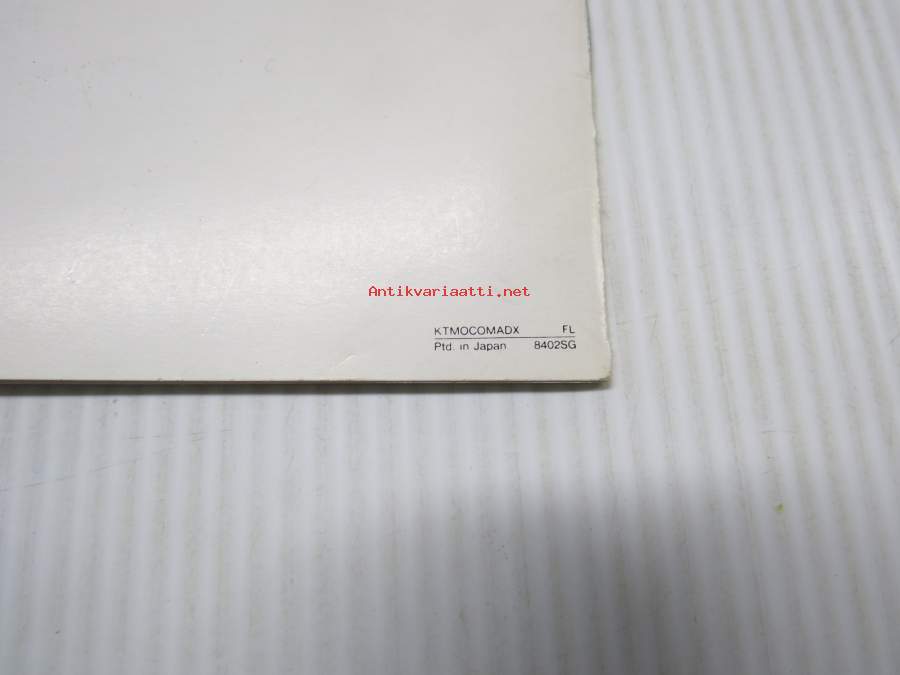 Antikvariaatti.net
KTMOCOMADX FL
Ptd. in Japan 8402SG